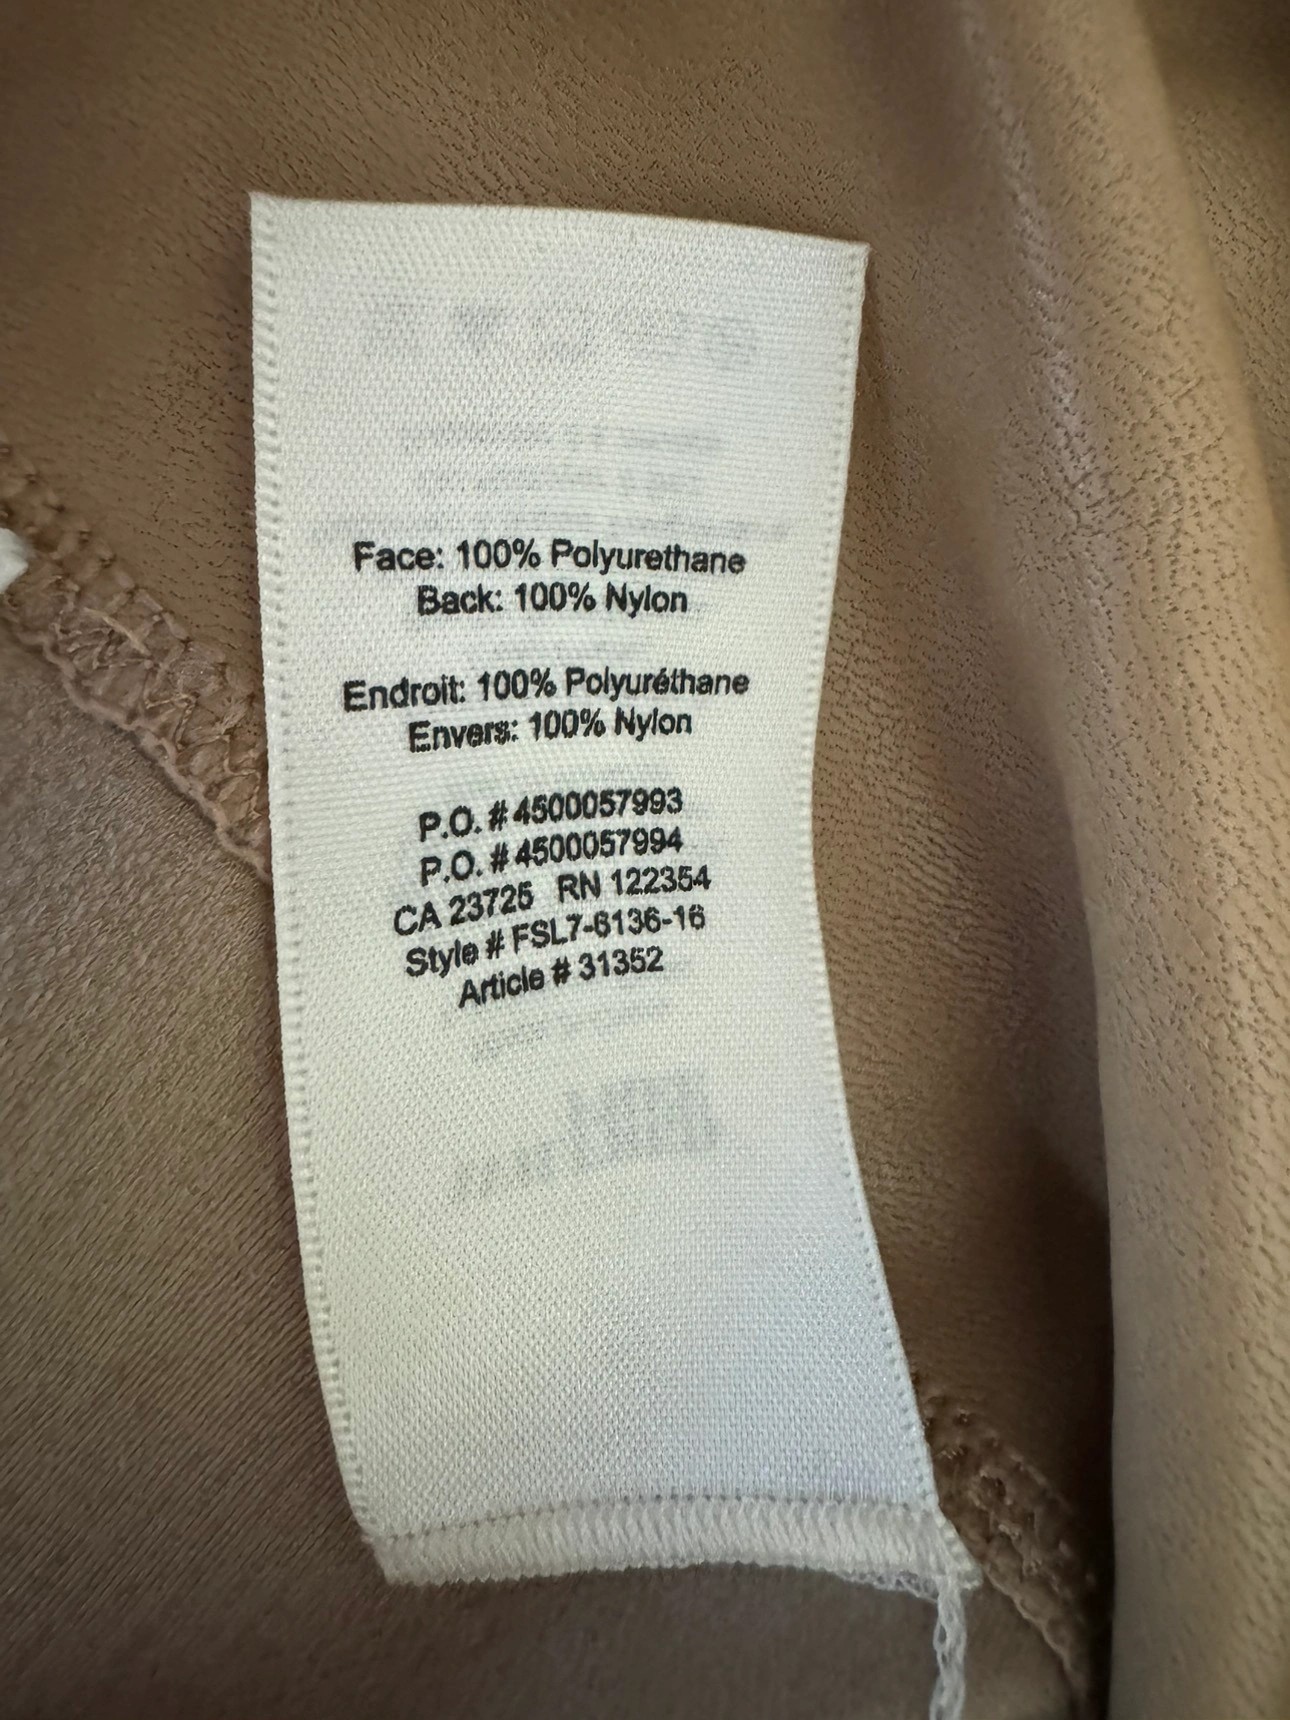 Face: 100% Polyurethane
Back: 100% Nylon
Endroit: 100% Polyuréthane
Envers: 100% Nylon
P.O. # 4500057993
P.O. # 4500057994
CA 23725 RN 122354
Style # FSL7-6136-16
Article # 31352